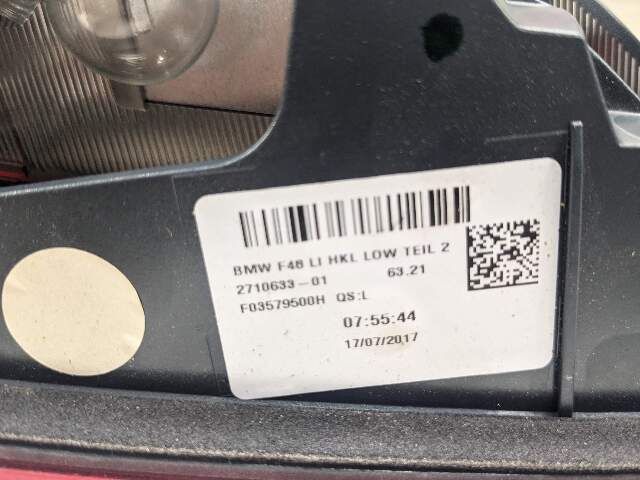 BMW F48 LI HKL LOW TEIL 2
2710633-01 63.21
F03579500H QS:L
07:55:44
17/07/2017